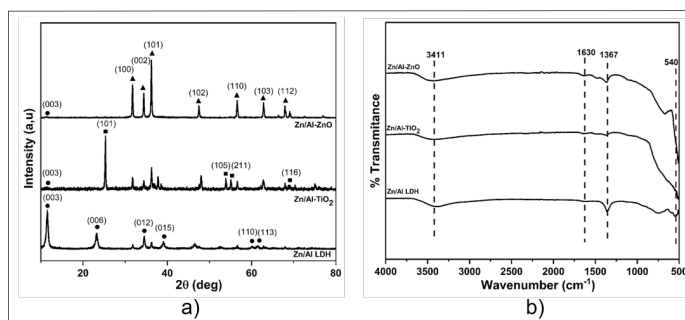 (101)
(002)
(100)
(110)
(103)
(112)
(102)
(003)
Zn/Al-ZnO
(101)
(105)
(211)
(116)
(003)
Zn/Al-TiO2
(003)
(006)
(012)
(015)
(110)
(113)
Zn/Al LDH
20
40
60
80
2θ (deg)
Intensity (a,u)
a)
3411
1630
1367
540
Zn/Al-ZnO
Zn/Al-TiO2
Zn/Al LDH
% Transmitance
4000
3500
3000
2500
2000
1500
1000
500
Wavenumber (cm-1)
b)